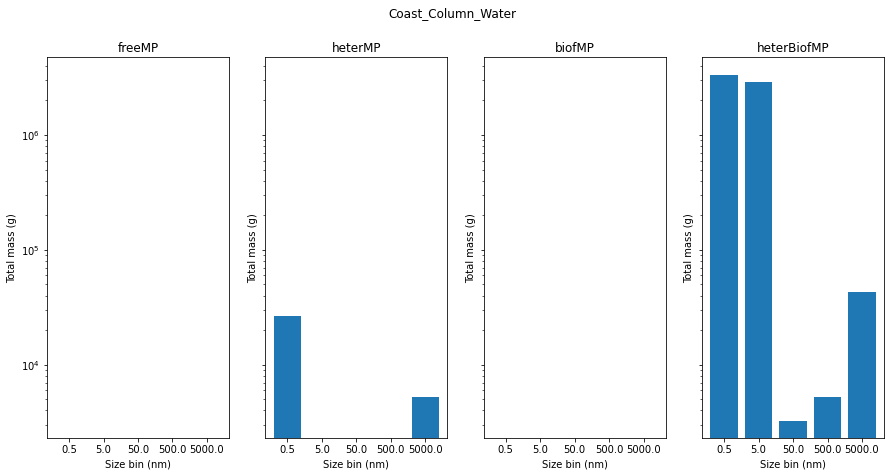 Coast_Column_Water
freeMP
heterMP
biofMP
heterBiofMP
Total mass (g)
10^6
10^5
10^4
0.5 5.0 50.0 500.0 5000.0
Size bin (nm)
Total mass (g)
0.5 5.0 50.0 500.0 5000.0
Size bin (nm)
Total mass (g)
0.5 5.0 50.0 500.0 5000.0
Size bin (nm)
Total mass (g)
0.5 5.0 50.0 500.0 5000.0
Size bin (nm)